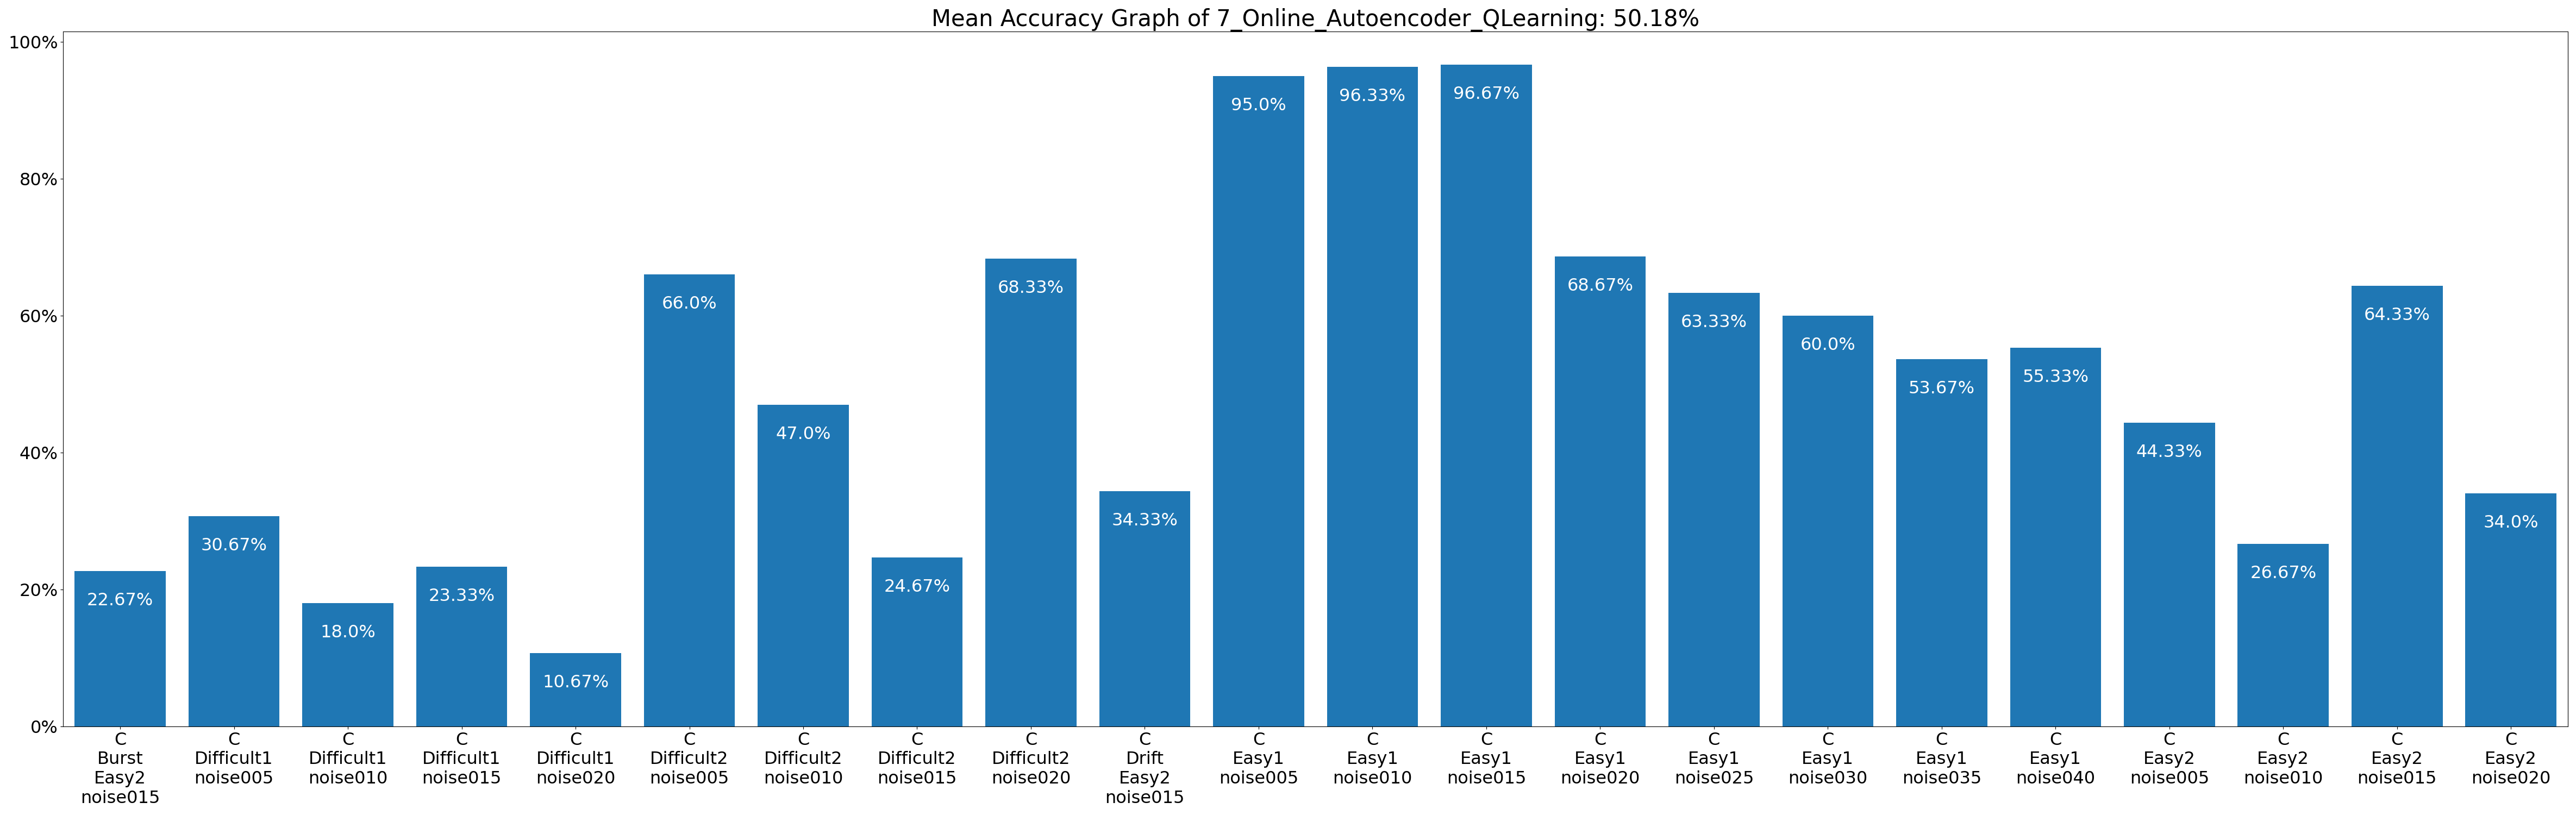 Mean Accuracy Graph of 7_Online_Autoencoder_QLearning: 50.18%
100%
80%
60%
40%
20%
0%
22.67%
30.67%
18.0%
23.33%
10.67%
66.0%
47.0%
24.67%
68.33%
34.33%
95.0%
96.33%
96.67%
68.67%
63.33%
60.0%
53.67%
55.33%
44.33%
26.67%
64.33%
34.0%
C
Burst
Easy2
noise015
C
Difficult1
noise005
C
Difficult1
noise010
C
Difficult1
noise015
C
Difficult1
noise020
C
Difficult2
noise005
C
Difficult2
noise010
C
Difficult2
noise015
C
Difficult2
noise020
C
Drift
Easy2
noise015
C
Easy1
noise005
C
Easy1
noise010
C
Easy1
noise015
C
Easy1
noise020
C
Easy1
noise025
C
Easy1
noise030
C
Easy1
noise035
C
Easy1
noise040
C
Easy2
noise005
C
Easy2
noise010
C
Easy2
noise015
C
Easy2
noise020